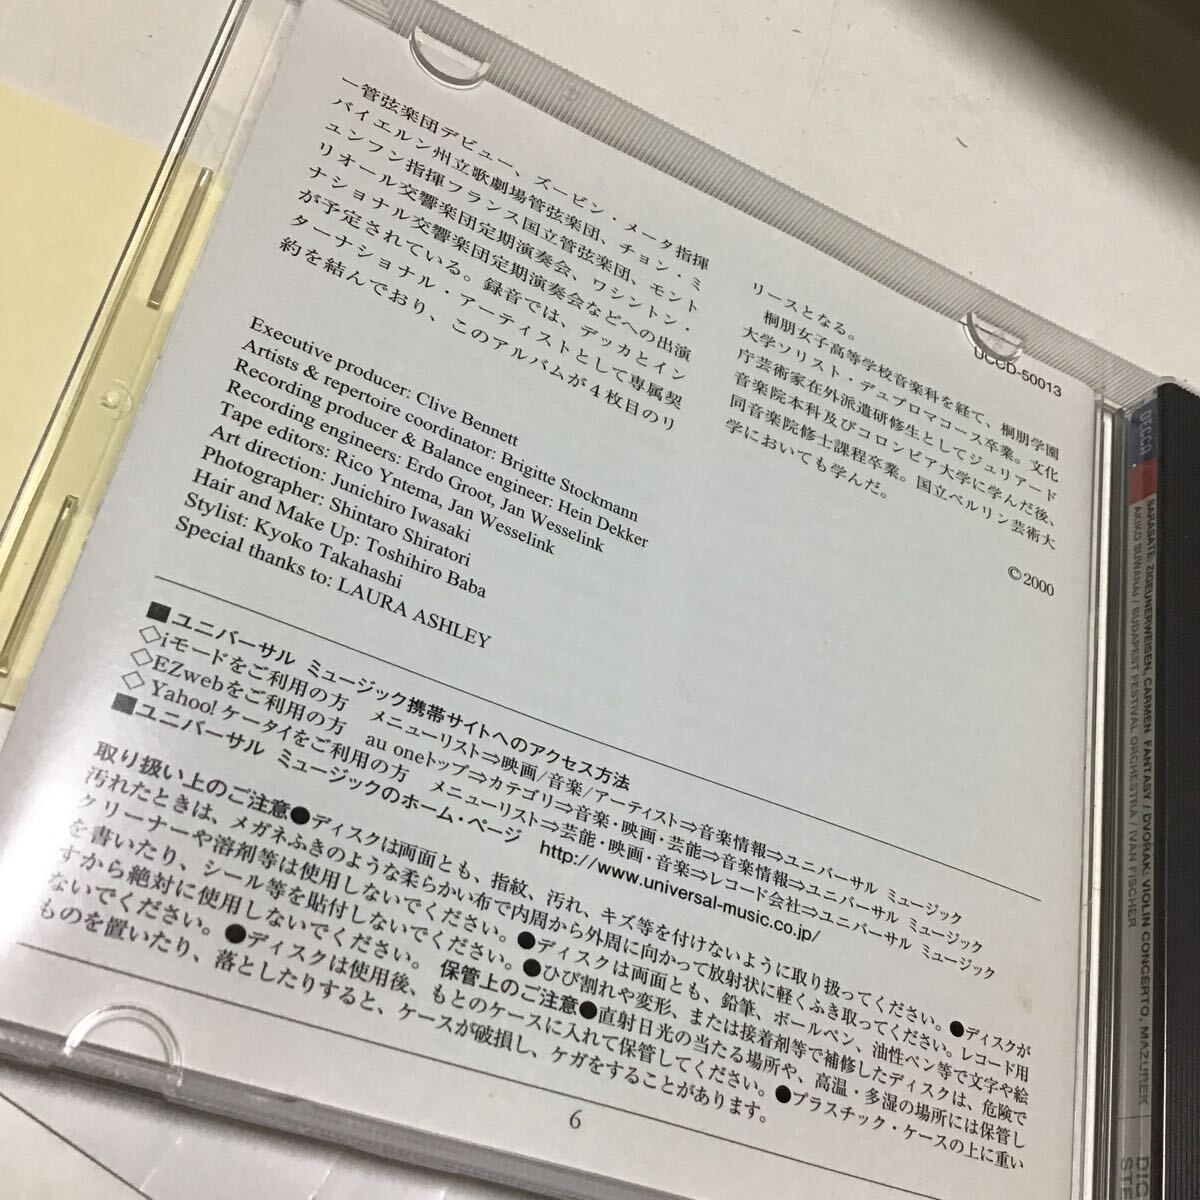 ー管弦楽団デビュー、ズービン・メータ指揮
バイエルン州立歌劇場管弦楽団、チョン・ミ
ュンフン指揮フランス国立管弦楽団、モント
リオール交響楽団定期演奏会、ワシントン・
ナショナル交響楽団定期演奏会などへの出演
が予定されている。録音では、デッカとイン
ターナショナル・アーティストとして専属契
約を結んでおり、このアルバムが4枚目のリ
リースとなる。
桐朋女子高等学校音楽科を経て、桐朋学園
大学ソリスト・デュプロマコース卒業。文化
庁芸術家在外派遣研修生としてジュリアード
音楽院本科及びコロンビア大学に学んだ後、
同音楽院修士課程卒業。国立ベルリン芸術大
学においても学んだ。
©2000
UCCD-50013
Executive producer: Clive Bennett
Artists & repertoire coordinator: Brigitte Stockmann
Recording producer & Balance engineer: Hein Dekker
Recording engineers: Erdo Groot, Jan Wesselink
Tape editors: Rico Yntema, Jan Wesselink
Art direction: Junichiro Iwasaki
Photographer: Shintaro Shiratori
Hair and Make Up: Toshihiro Baba
Stylist: Kyoko Takahashi
Special thanks to: LAURA ASHLEY
■ユニバーサル ミュージック携帯サイトへのアクセス方法
◇iモードをご利用の方 メニューリスト⇒映画/音楽/アーティスト⇒音楽情報⇒ユニバーサル ミュージック
◇EZwebをご利用の方 au oneトップ⇒カテゴリ⇒音楽・映画・芸能⇒音楽情報⇒ユニバーサル ミュージック
◇Yahoo!ケータイをご利用の方 メニューリスト⇒芸能・映画・音楽⇒レコード会社⇒ユニバーサル ミュージック
■ユニバーサル ミュージックのホーム・ページ http://www.universal-music.co.jp/
取り扱い上のご注意●ディスクは両面とも、指紋、汚れ、キズ等を付けないように取り扱ってください。●ディスクが
汚れたときは、メガネふきのような柔らかい布で内周から外周に向かって放射状に軽くふき取ってください。レコード用
クリーナーや溶剤等は使用しないでください。●ディスクは両面とも、鉛筆、ボールペン、油性ペン等で文字や絵
を書いたり、シール等を貼付しないでください。●ひび割れや変形、または接着剤等で補修したディスクは、危険で
すから絶対に使用しないでください。 保管上のご注意●直射日光の当たる場所や、高温・多湿の場所には保管し
ないでください。●ディスクは使用後、もとのケースに入れて保管してください。●プラスチック・ケースの上に重い
ものを置いたり、落としたりすると、ケースが破損し、ケガをすることがあります。
6
DECCA
SARASATE: ZIGEUNERWEISEN, CARMEN FANTASY / DVORAK: VIOLIN CONCERTO, MAZUREK
AKIKO SUWANAI / BUDAPEST FESTIVAL ORCHESTRA / IVAN FISCHER